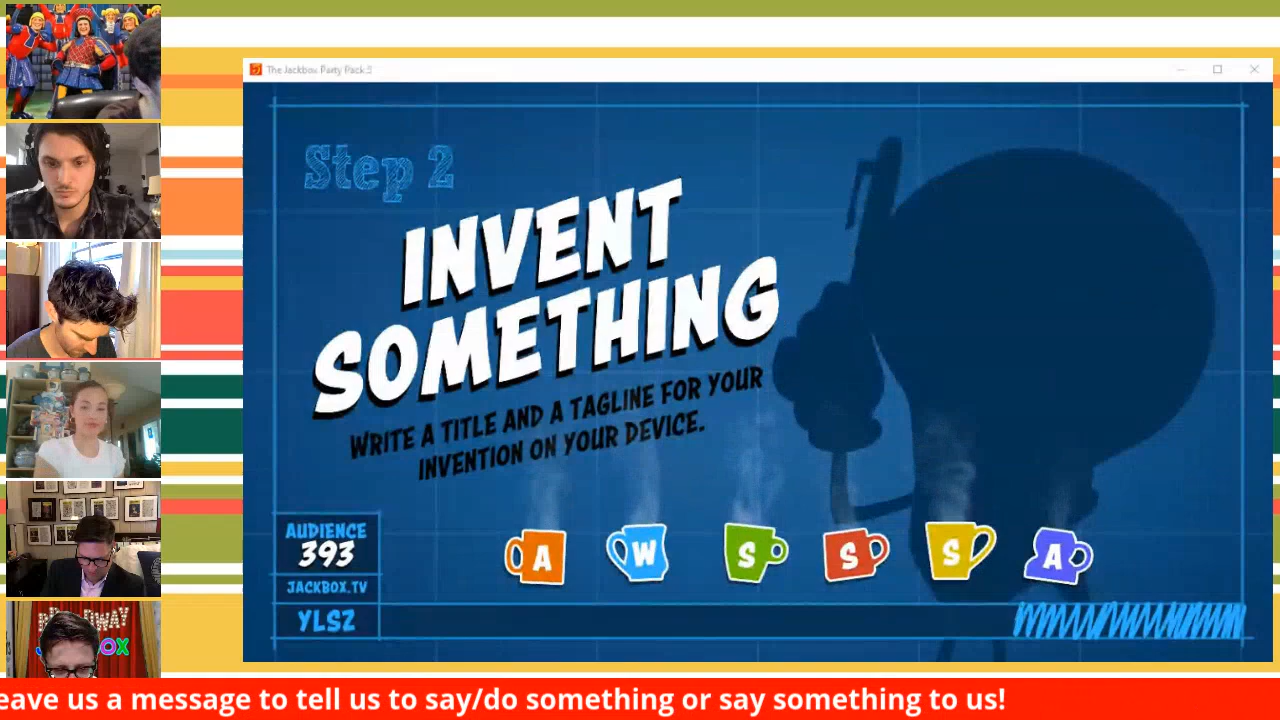 The Jackbox Party Pack 5
Step 2
INVENT
SOMETHING
WRITE A TITLE AND A TAGLINE FOR YOUR
INVENTION ON YOUR DEVICE.
AUDIENCE
393
JACKBOX.TV
YLSZ
A W S S S A
eave us a message to tell us to say/do something or say something to us!